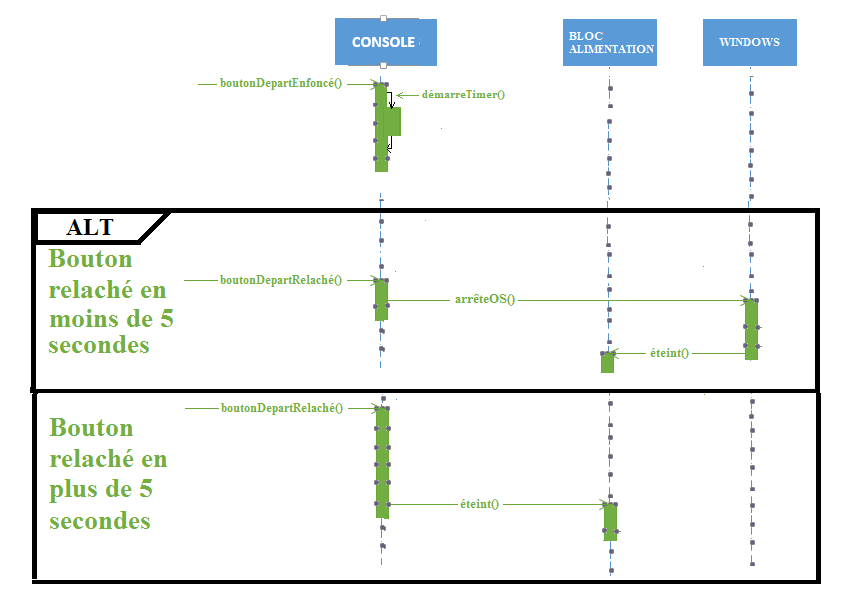 CONSOLE
BLOC
ALIMENTATION
WINDOWS
boutonDepartEnfoncé()
démarreTimer()
ALT
Bouton
relaché en
moins de 5
secondes
boutonDepartRelaché()
arrêteOS()
éteint()
Bouton
relaché en
plus de 5
secondes
boutonDepartRelaché()
éteint()